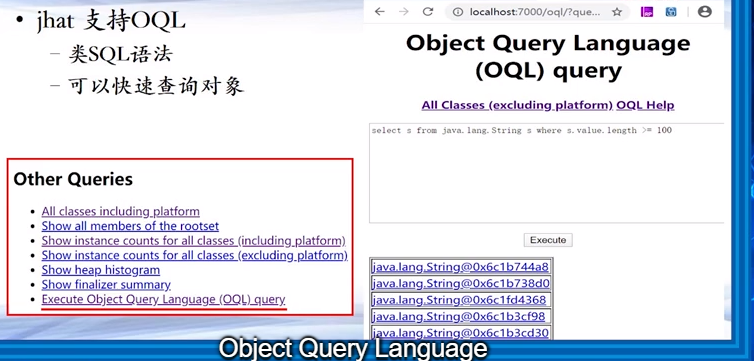 • jhat 支持OQL
– 类SQL语法
– 可以快速查询对象
Other Queries
• All classes including platform
• Show all members of the rootset
• Show instance counts for all classes (including platform)
• Show instance counts for all classes (excluding platform)
• Show heap histogram
• Show finalizer summary
• Execute Object Query Language (OQL) query
localhost:7000/oql/?que...
Object Query Language
(OQL) query
All Classes (excluding platform) OQL Help
select s from java.lang.String s where s.value.length >= 100
Execute
java.lang.String@0x6c1b744a8
java.lang.String@0x6c1b738d0
java.lang.String@0x6c1fd4368
java.lang.String@0x6c1b3cf98
java.lang.String@0x6c1b3cd30
Object Query Language